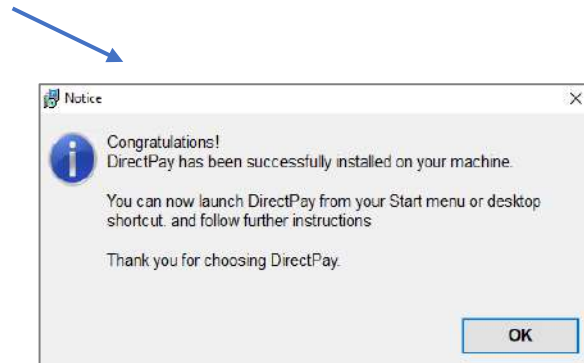 Notice
Congratulations!
DirectPay has been successfully installed on your machine.
You can now launch DirectPay from your Start menu or desktop
shortcut. and follow further instructions
Thank you for choosing DirectPay.
OK